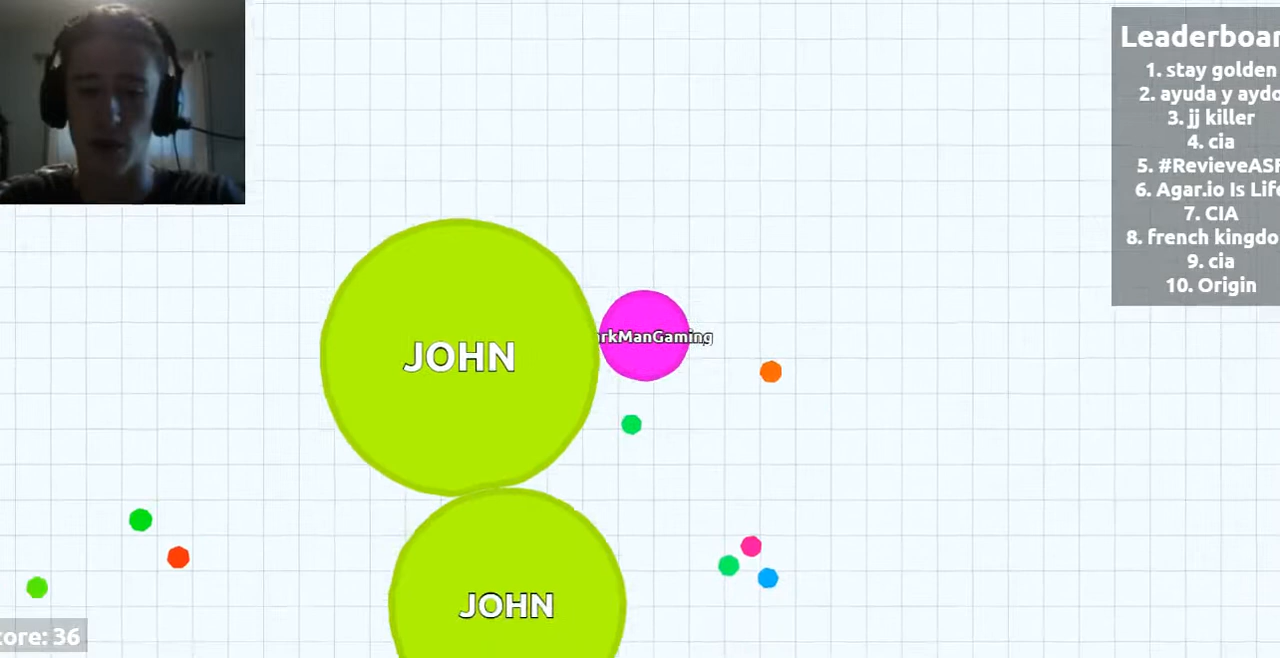 Leaderboar
1. stay golden
2. ayuda y aydo
3. jj killer
4. cia
5. #RevieveASF
6. Agar.io Is Life
7. CIA
8. french kingdo
9. cia
10. Origin
JOHN
rkManGaming
JOHN
core: 36